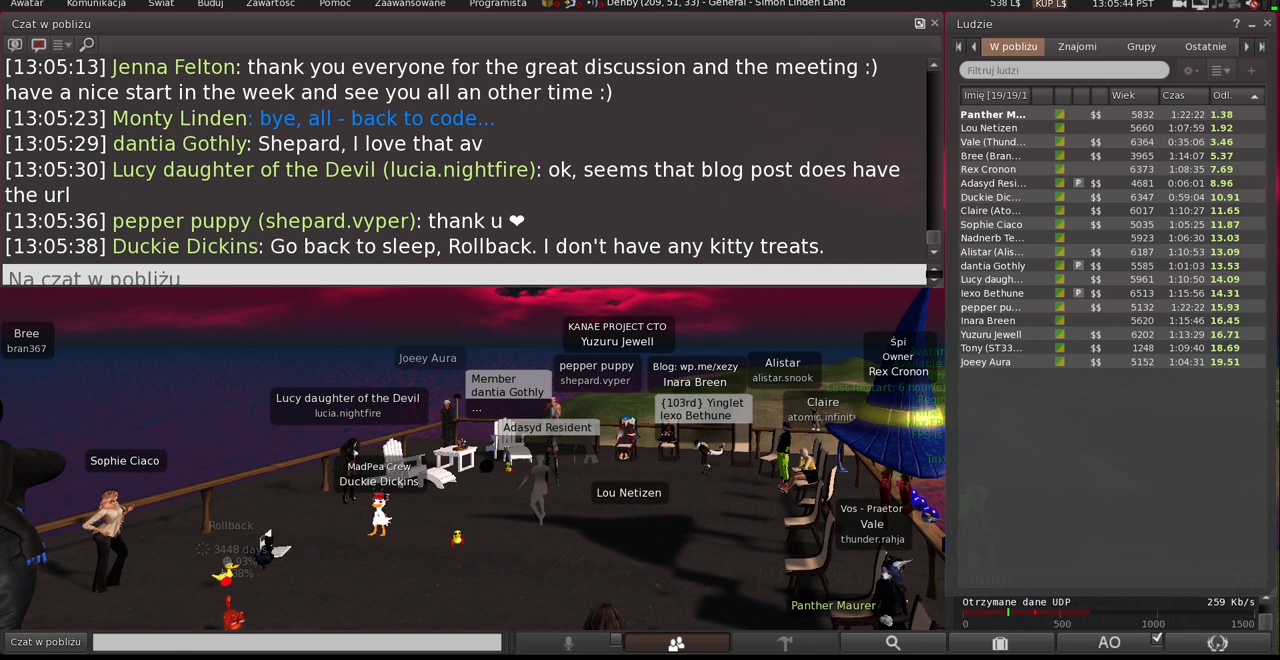 Awatar Komunikacja Świat Buduj Zawartość Pomoc Zaawansowane Programista Denby (209, 51, 33) - General - Simon Linden Land 538 L$ KUP L$ 13:05:44 PST
Czat w pobliżu
[13:05:13] Jenna Felton: thank you everyone for the great discussion and the meeting :)
have a nice start in the week and see you all an other time :)
[13:05:23] Monty Linden: bye, all - back to code...
[13:05:29] dantia Gothly: Shepard, I love that av
[13:05:30] Lucy daughter of the Devil (lucia.nightfire): ok, seems that blog post does have
the url
[13:05:36] pepper puppy (shepard.vyper): thank u ❤
[13:05:38] Duckie Dickins: Go back to sleep, Rollback. I don't have any kitty treats.
Na czat w pobliżu
Ludzie
W pobliżu Znajomi Grupy Ostatnie
Filtruj ludzi
Imię [19/19/1 Wiek Czas Odl.
Panther M... $$ 5832 1:22:22 1.38
Lou Netizen 5660 1:07:59 1.92
Vale (Thund... $$ 6364 0:35:06 3.46
Bree (Bran... $$ 3965 1:14:07 5.37
Rex Cronon 6373 1:08:35 7.69
Adasyd Resi... P $$ 4681 0:06:01 8.96
Duckie Dic... $$ 6347 0:59:04 10.91
Claire (Ato... $$ 6017 1:10:27 11.65
Sophie Ciaco $$ 5035 1:05:25 11.87
Nadnerb Te... 5923 1:06:30 13.03
Alistar (Alis... $$ 6187 1:10:53 13.09
dantia Gothly P $$ 5585 1:01:03 13.53
Lucy daugh... $$ 5961 1:10:50 14.09
Iexo Bethune P $$ 6513 1:15:56 14.31
pepper pu... $$ 5132 1:22:22 15.93
Inara Breen 5620 1:15:46 16.45
Yuzuru Jewell $$ 6202 1:13:29 16.71
Tony (ST33... $$ 1248 1:09:40 18.69
Joeey Aura $$ 5152 1:04:31 19.51
Bree
bran367
KANAE PROJECT CTO
Yuzuru Jewell
Joeey Aura
Member
dantia Gothly
...
pepper puppy
shepard.vyper
Blog: wp.me/xezy
Inara Breen
Alistar
alistar.snook
Śpi
Owner
Rex Cronon
Lucy daughter of the Devil
lucia.nightfire
{103rd} Yinglet
Iexo Bethune
Claire
atomic.infinit
Adasyd Resident
Sophie Ciaco
MadPea Crew
Duckie Dickins
Lou Netizen
Vos - Praetor
Vale
thunder.rahja
Rollback
3448 days
93%
98%
Panther Maurer
Otrzymane dane UDP 259 Kb/s
0 500 1000 1500
Czat w pobliżu
AO